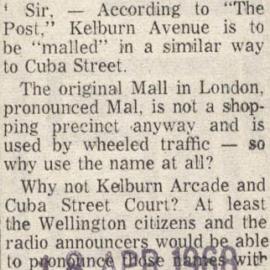 ' Sir, — According to "The
Post," Kelburn Avenue is to
be "malled" in a similar way
to Cuba Street.
The original Mall in London,
pronounced Mal, is not a shop-
ping precinct anyway and is
used by wheeled traffic — so
why use the name at all?
Why not Kelburn Arcade and
Cuba Street Court? At least
the Wellington citizens and the
radio announcers would be able
to pronounce those names with